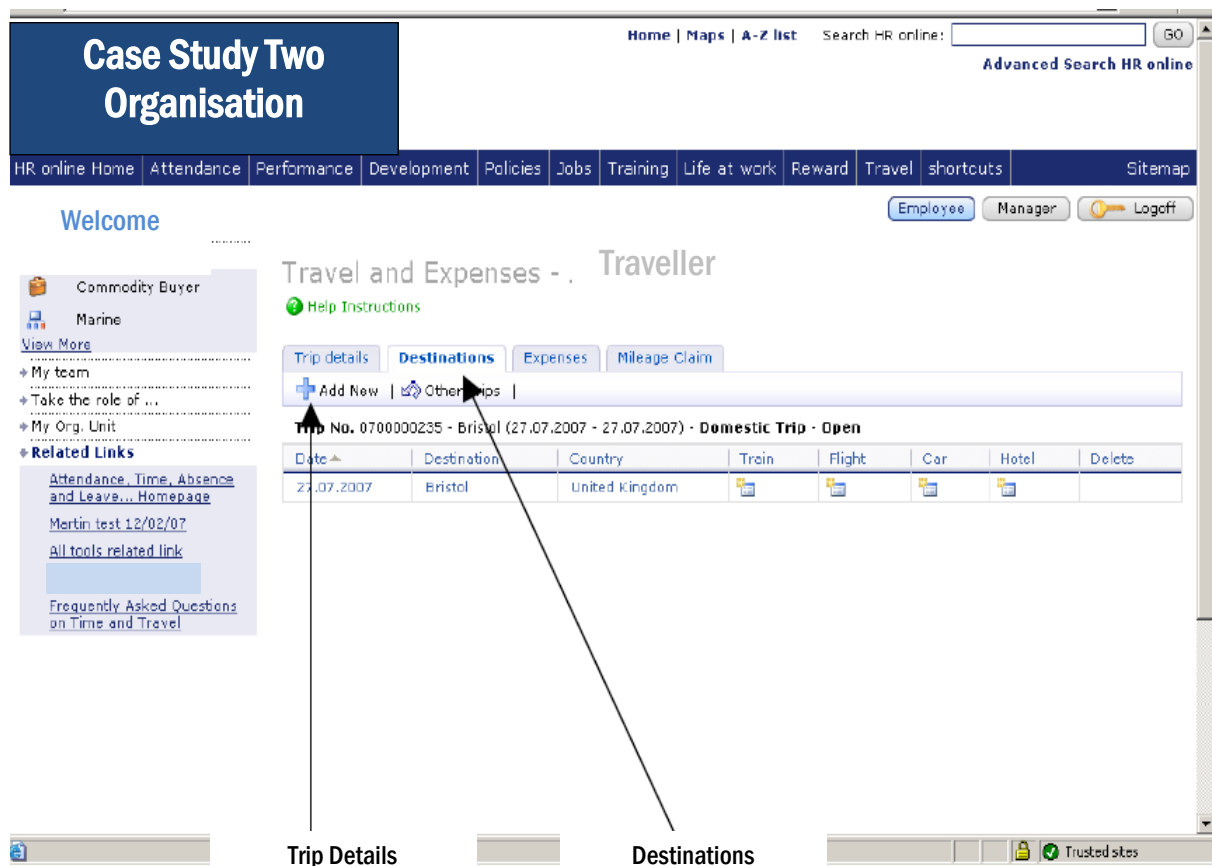 Case Study Two
Organisation
Home | Maps | A-Z list Search HR online: GO
Advanced Search HR online
HR online Home Attendance Performance Development Policies Jobs Training Life at work Reward Travel shortcuts Sitemap
Employee Manager Logoff
Welcome
Commodity Buyer
Marine
View More
My team
Take the role of ...
My Org. Unit
Related Links
Attendance, Time, Absence
and Leave... Homepage
Martin test 12/02/07
All tools related link
Frequently Asked Questions
on Time and Travel
Travel and Expenses - . Traveller
Help Instructions
Trip details Destinations Expenses Mileage Claim
Add New | Other Trips |
Trip No. 0700000235 - Bristol (27.07.2007 - 27.07.2007) - Domestic Trip - Open
Date Destination Country Train Flight Car Hotel Delete
27.07.2007 Bristol United Kingdom
Trip Details Destinations
Trusted sites